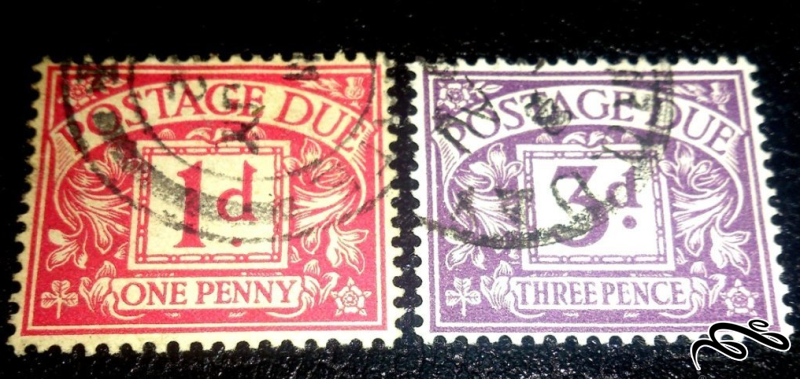 POSTAGE DUE
1d
ONE PENNY
POSTAGE DUE
3d
THREE PENCE